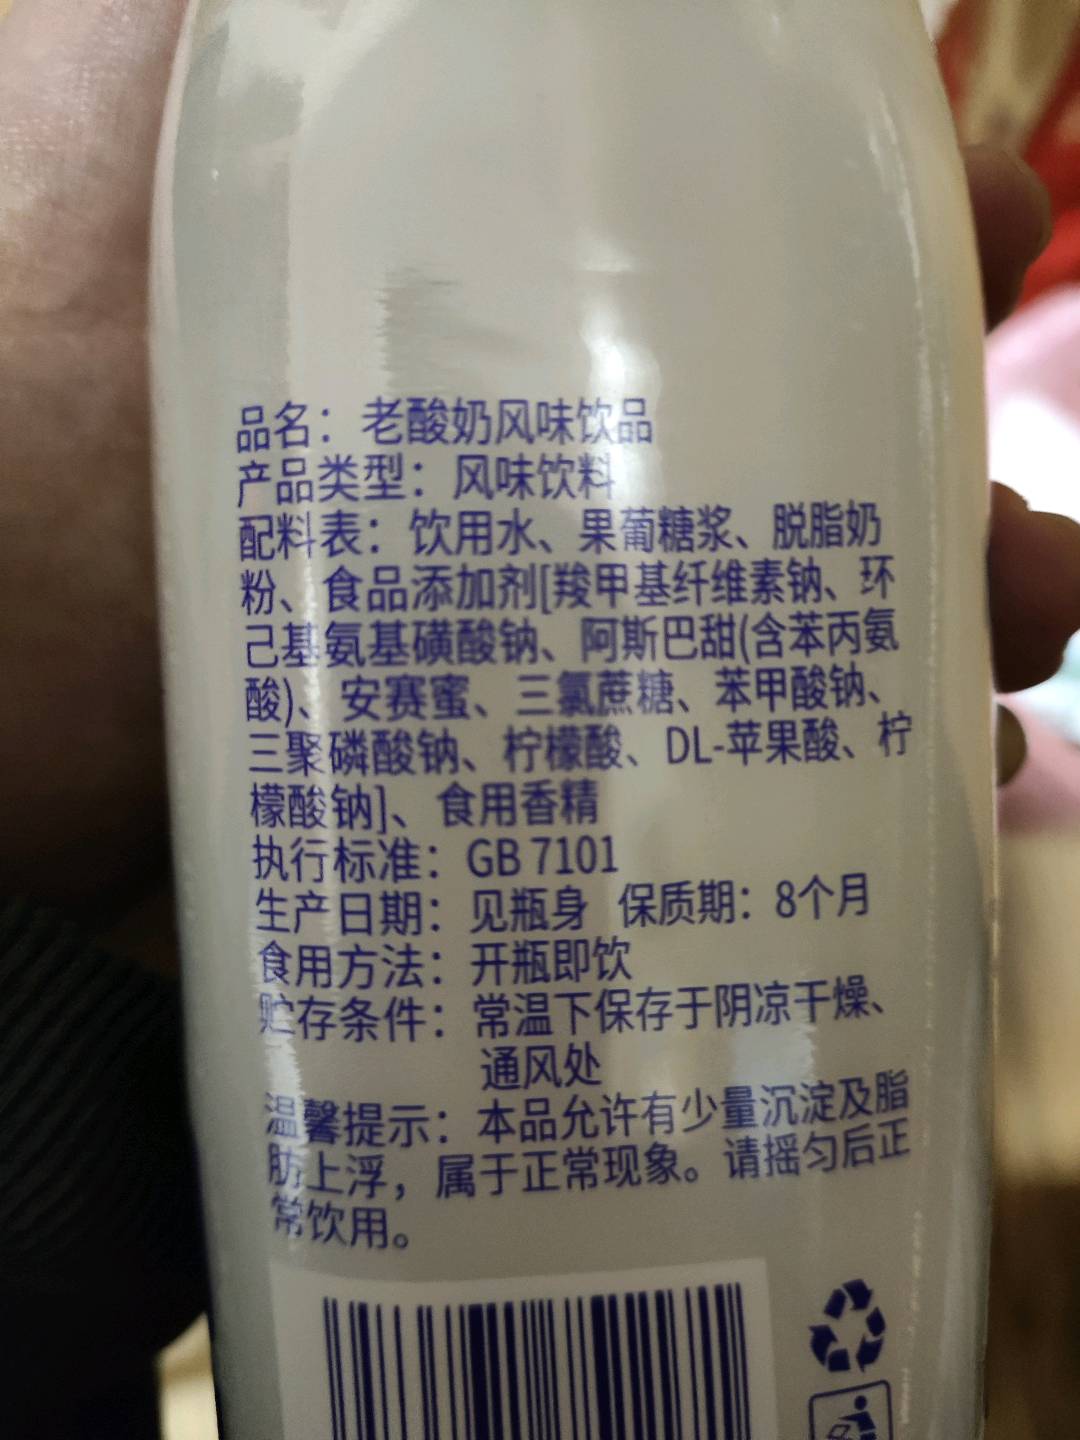 品名：老酸奶风味饮品
产品类型：风味饮料
配料表：饮用水、果葡糖浆、脱脂奶
粉、食品添加剂[羧甲基纤维素钠、环
己基氨基磺酸钠、阿斯巴甜(含苯丙氨
酸)、安赛蜜、三氯蔗糖、苯甲酸钠、
三聚磷酸钠、柠檬酸、DL-苹果酸、柠
檬酸钠]、食用香精
执行标准：GB 7101
生产日期：见瓶身 保质期：8个月
食用方法：开瓶即饮
贮存条件：常温下保存于阴凉干燥、
通风处
温馨提示：本品允许有少量沉淀及脂
肪上浮，属于正常现象。请摇匀后正
常饮用。